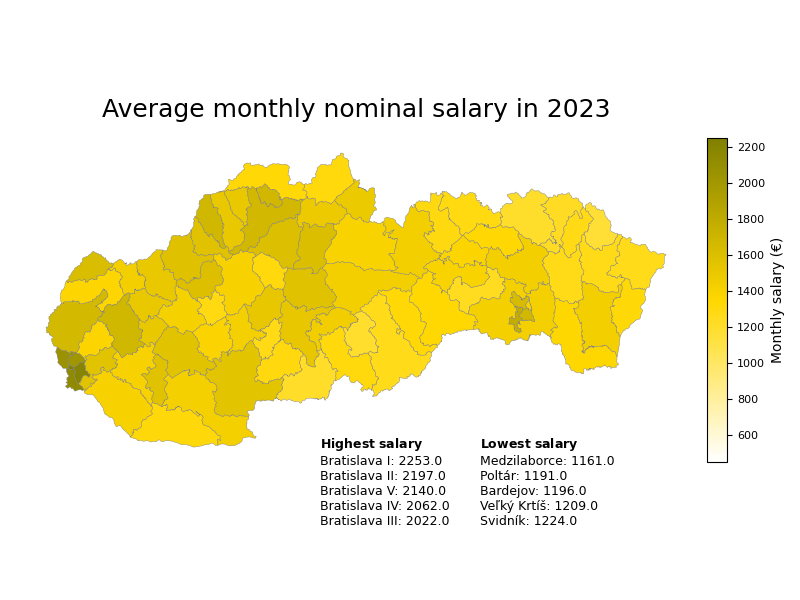 Average monthly nominal salary in 2023
2200
2000
1800
1600
1400
1200
1000
800
600
Monthly salary (€)
Highest salary
Bratislava I: 2253.0
Bratislava II: 2197.0
Bratislava V: 2140.0
Bratislava IV: 2062.0
Bratislava III: 2022.0
Lowest salary
Medzilaborce: 1161.0
Poltár: 1191.0
Bardejov: 1196.0
Veľký Krtíš: 1209.0
Svidník: 1224.0